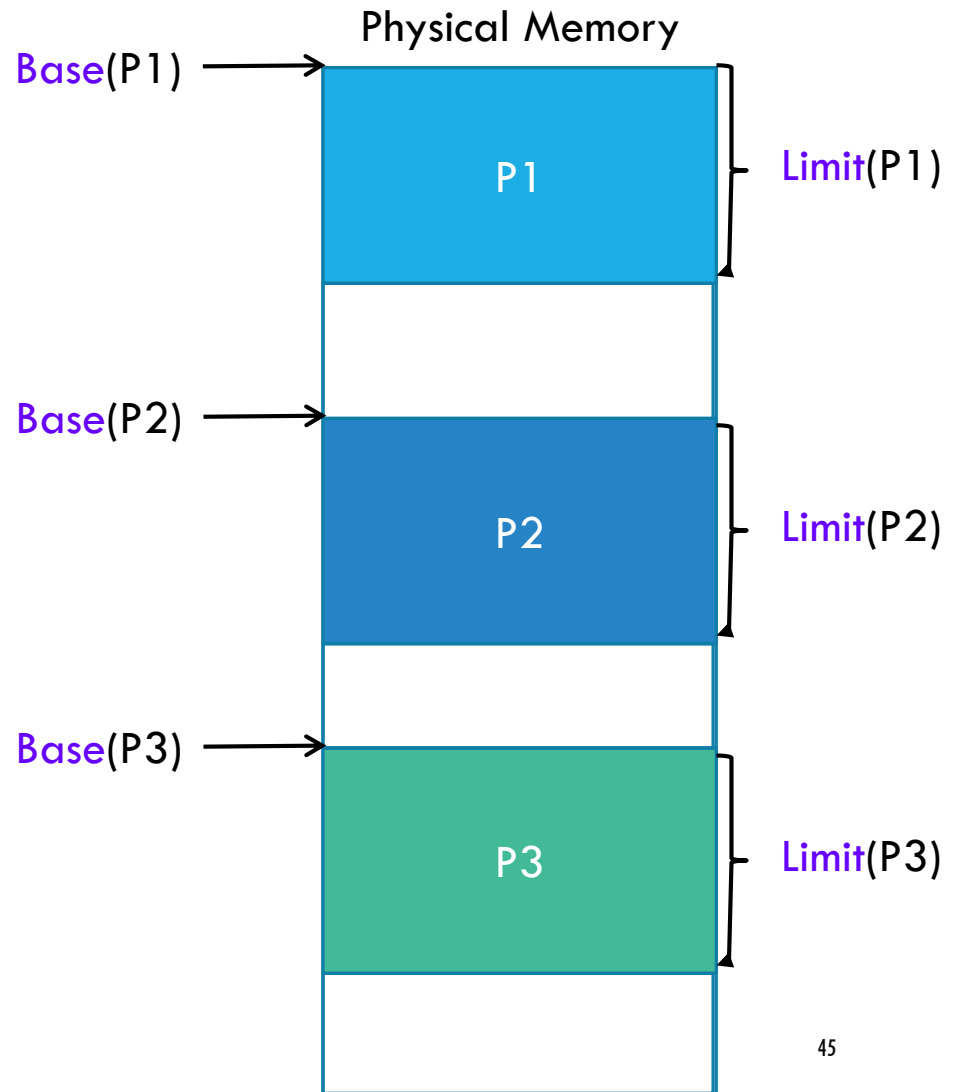 Physical Memory
Base(P1)
P1
Limit(P1)
Base(P2)
P2
Limit(P2)
Base(P3)
P3
Limit(P3)
45